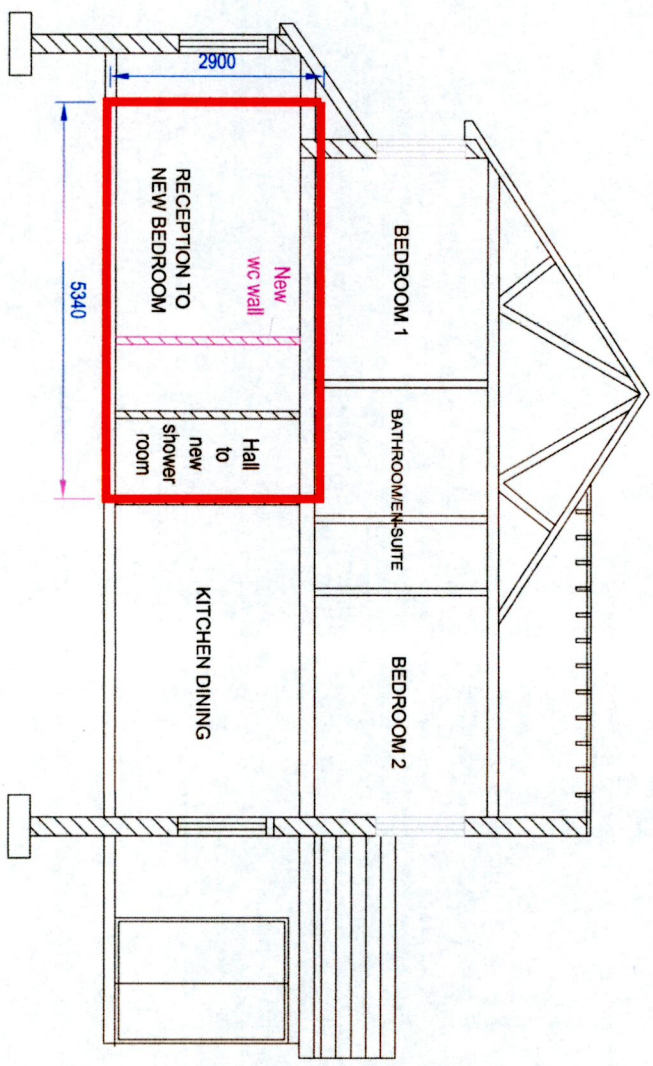 BEDROOM 1
BATHROOM/EN-SUITE
BEDROOM 2
2900
RECEPTION TO
NEW BEDROOM
New
wc wall
Hall
to
new
shower
room
KITCHEN DINING
5340